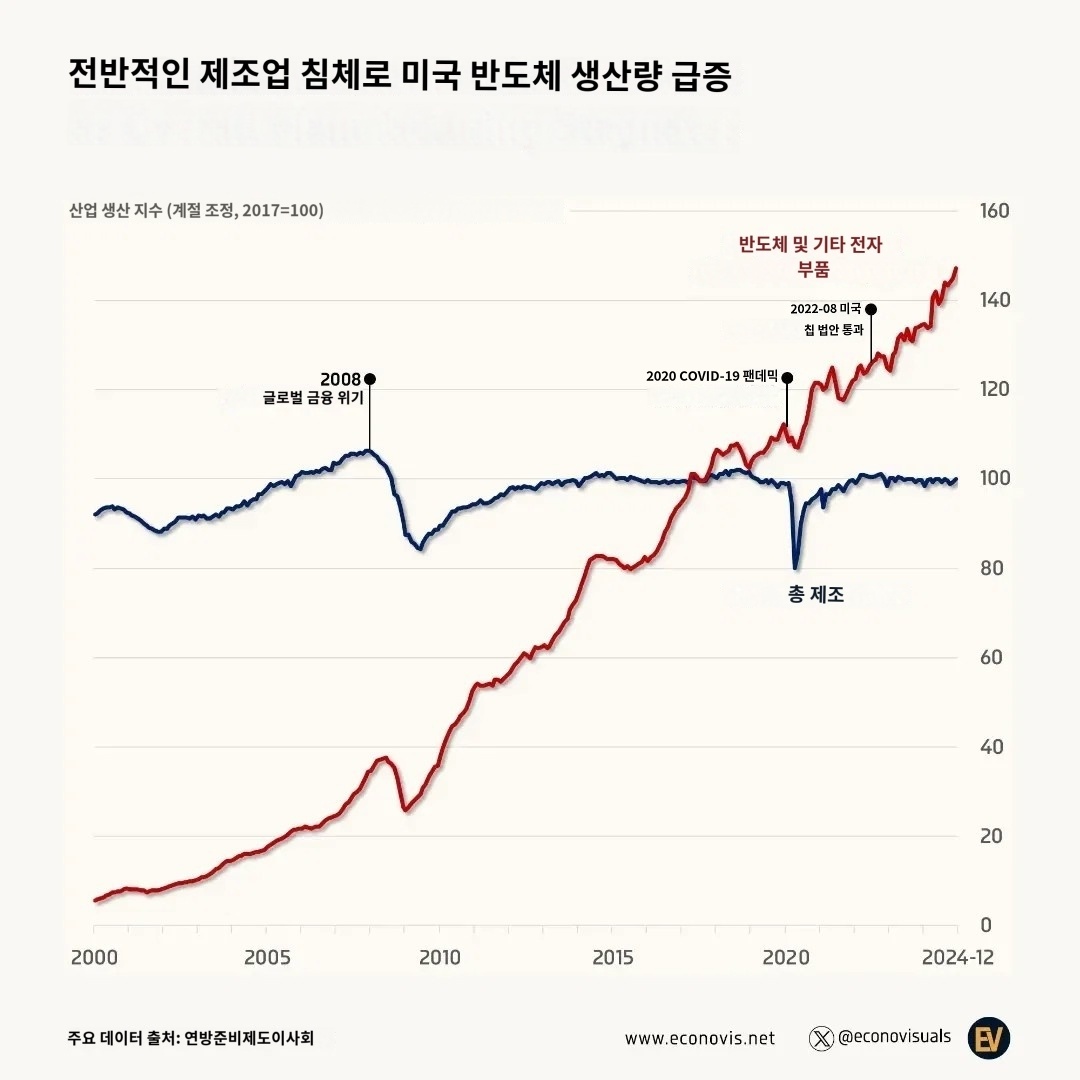 전반적인 제조업 침체로 미국 반도체 생산량 급증
산업 생산 지수 (계절 조정, 2017=100)
160
반도체 및 기타 전자
부품
140
2022-08 미국
칩 법안 통과
2020 COVID-19 팬데믹
2008
글로벌 금융 위기
120
100
80
총 제조
60
40
20
0
2000
2005
2010
2015
2020
2024-12
주요 데이터 출처: 연방준비제도이사회
www.econovis.net
@econovisuals
EV